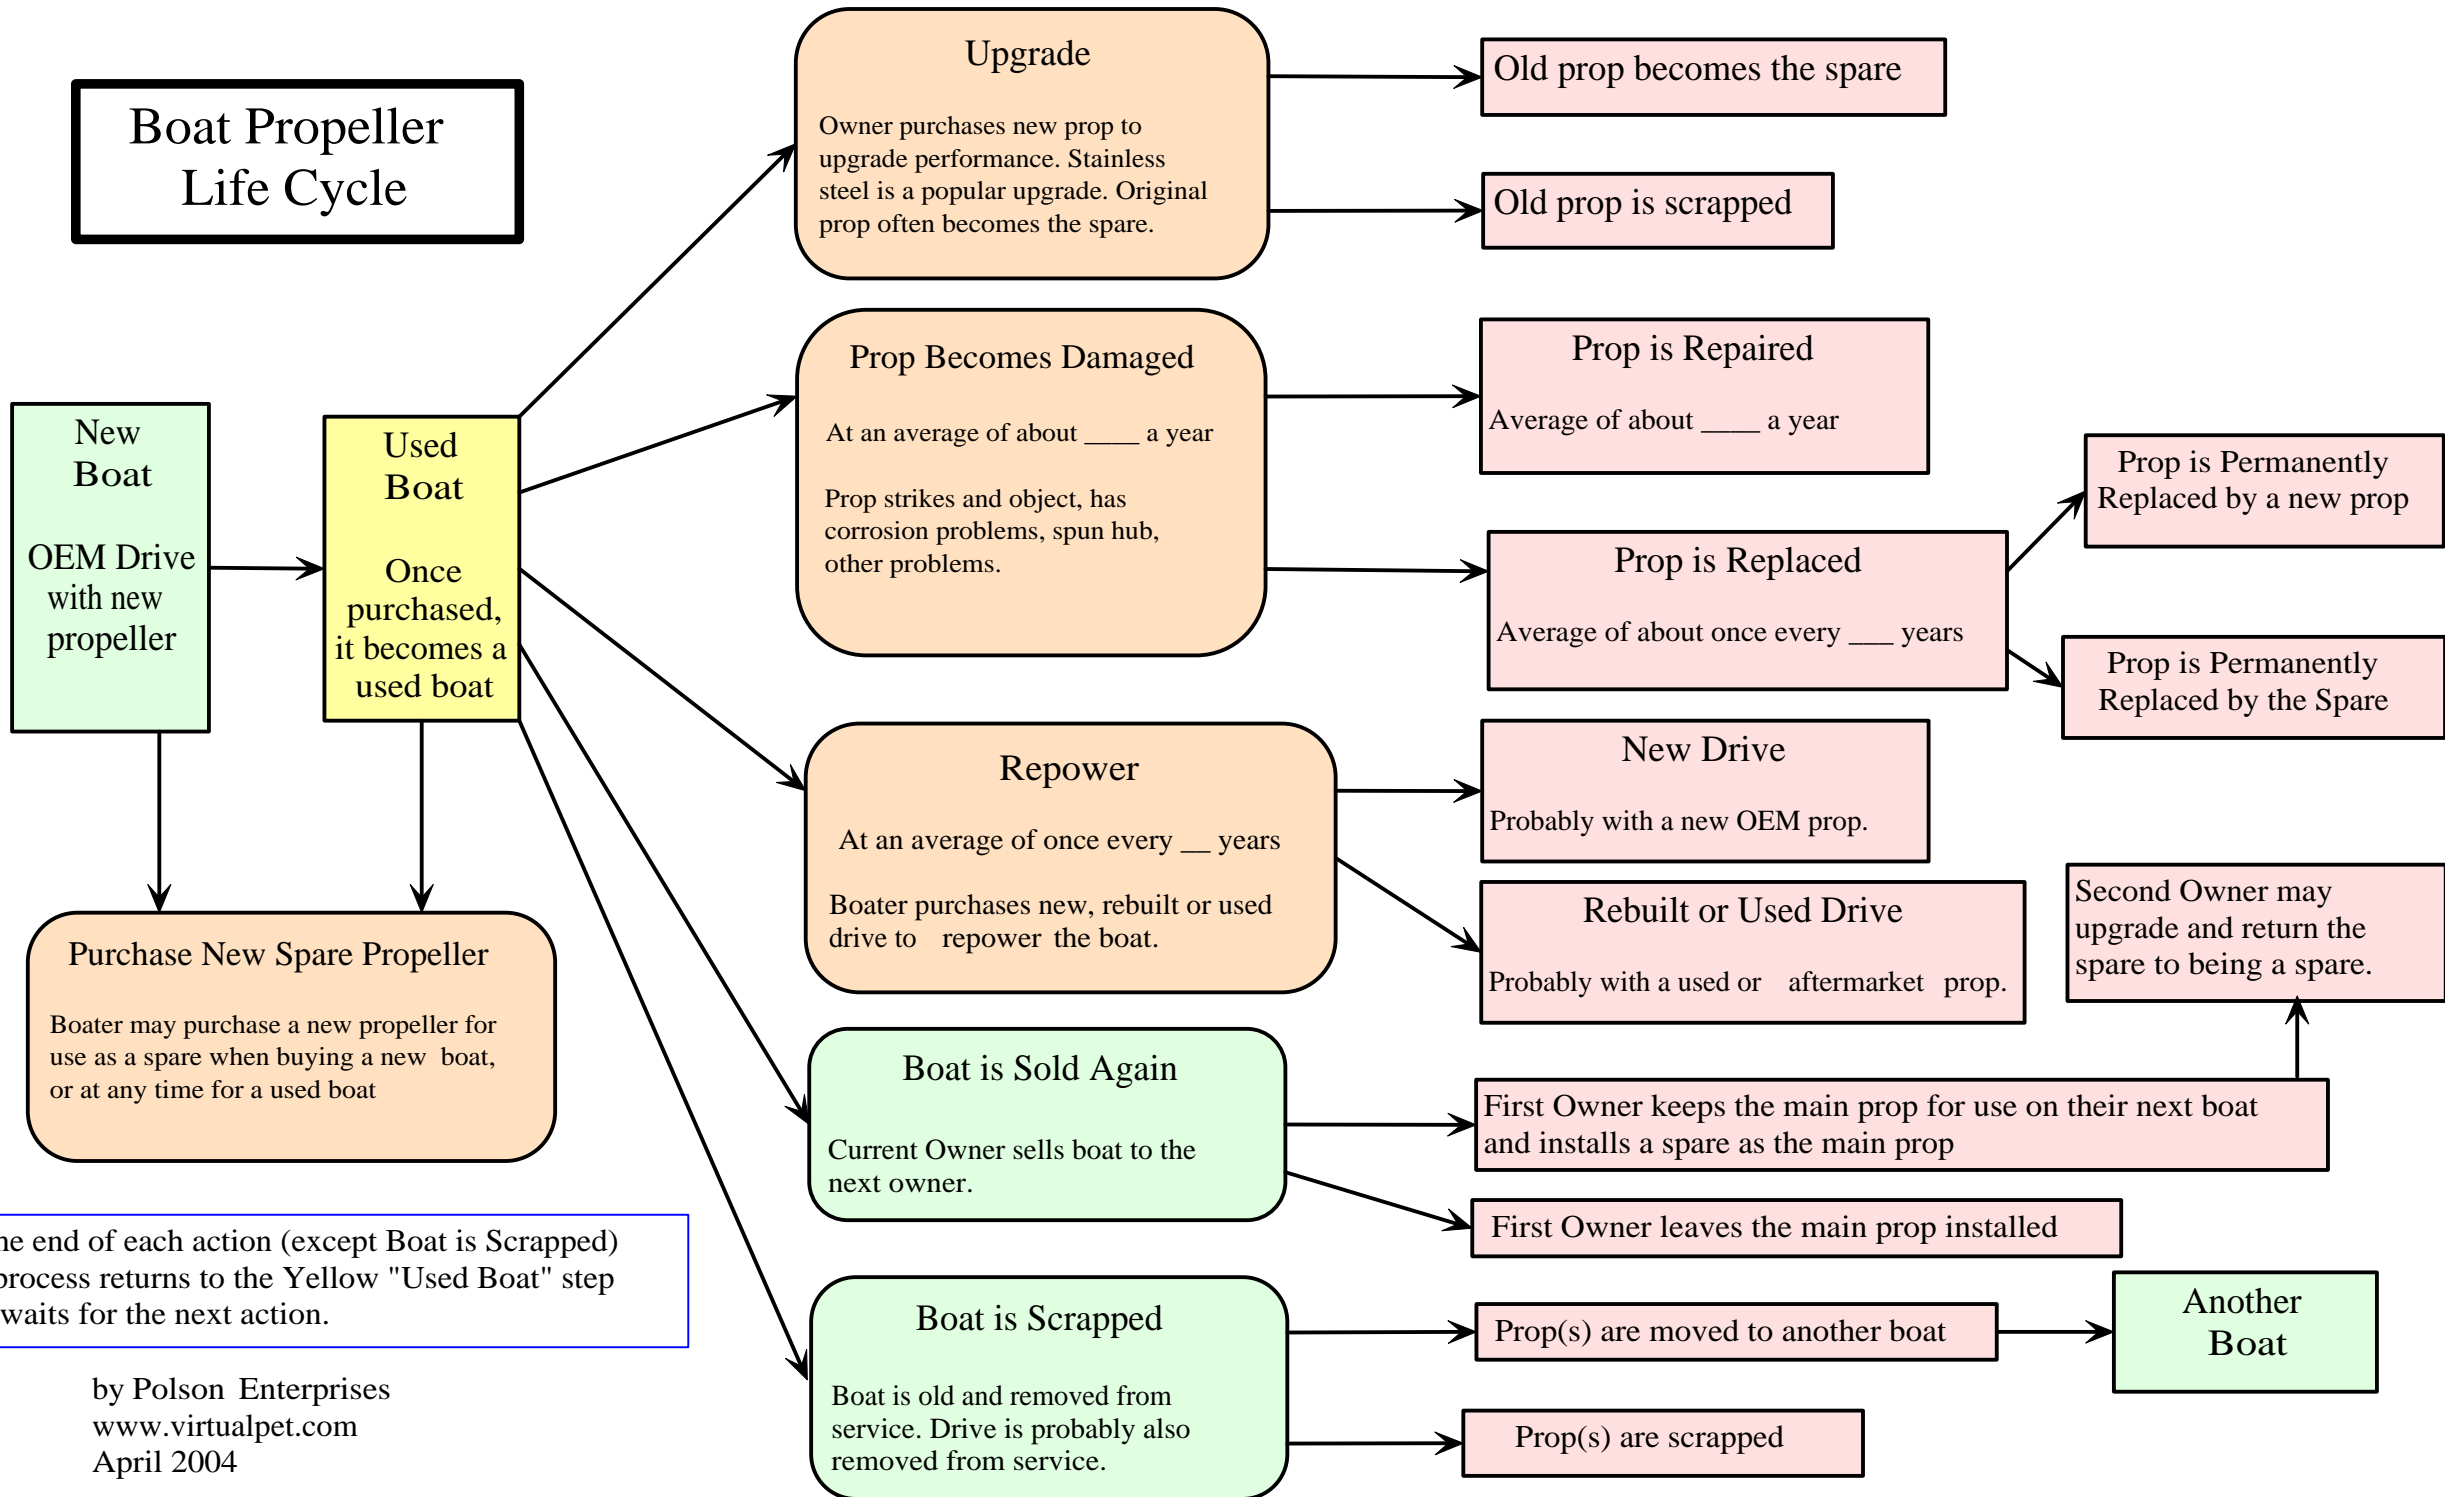 Boat Propeller
Life Cycle
New
Boat
OEM Drive
with new
propeller
Used
Boat
Once
purchased,
it becomes a
used boat
Purchase New Spare Propeller
Boater may purchase a new propeller for
use as a spare when buying a new boat,
or at any time for a used boat
Upgrade
Owner purchases new prop to
upgrade performance. Stainless
steel is a popular upgrade. Original
prop often becomes the spare.
Old prop becomes the spare
Old prop is scrapped
Prop Becomes Damaged
At an average of about ____ a year
Prop strikes and object, has
corrosion problems, spun hub,
other problems.
Prop is Repaired
Average of about ____ a year
Prop is Replaced
Average of about once every ___ years
Prop is Permanently
Replaced by a new prop
Prop is Permanently
Replaced by the Spare
Repower
At an average of once every __ years
Boater purchases new, rebuilt or used
drive to repower the boat.
New Drive
Probably with a new OEM prop.
Rebuilt or Used Drive
Probably with a used or aftermarket prop.
Second Owner may
upgrade and return the
spare to being a spare.
Boat is Sold Again
Current Owner sells boat to the
next owner.
First Owner keeps the main prop for use on their next boat
and installs a spare as the main prop
First Owner leaves the main prop installed
Boat is Scrapped
Boat is old and removed from
service. Drive is probably also
removed from service.
Prop(s) are moved to another boat
Another
Boat
Prop(s) are scrapped
end of each action (except Boat is Scrapped)
process returns to the Yellow "Used Boat" step
waits for the next action.
by Polson Enterprises
www.virtualpet.com
April 2004